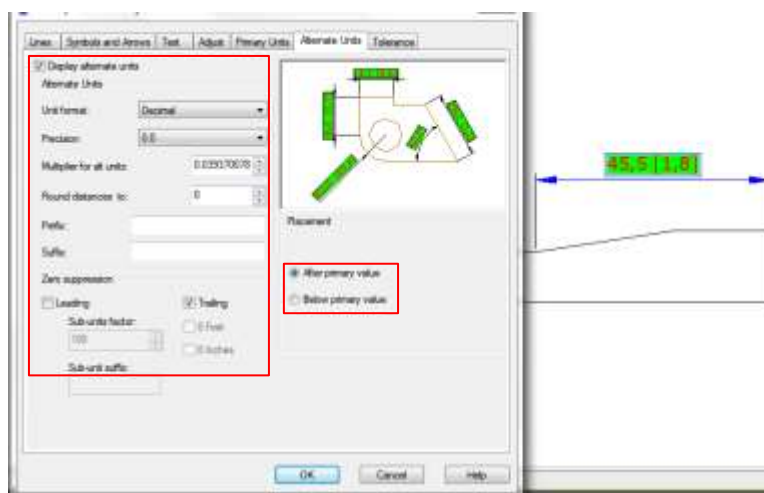 Lines Symbols and Arrows Text Adjust Primary Units Alternate Units Tolerance
Display alternate units
Alternate Units
Unit format: Decimal
Precision: 0.0
Multiplier for alt units:
Round distances to: 0
Prefix:
Suffix:
Zero suppression
Leading
Trailing
Sub-units factor
100
0 Feet
0 Inches
Sub-unit suffix
Placement
After primary value
Below primary value
45,5 [1,8]
OK Cancel Help